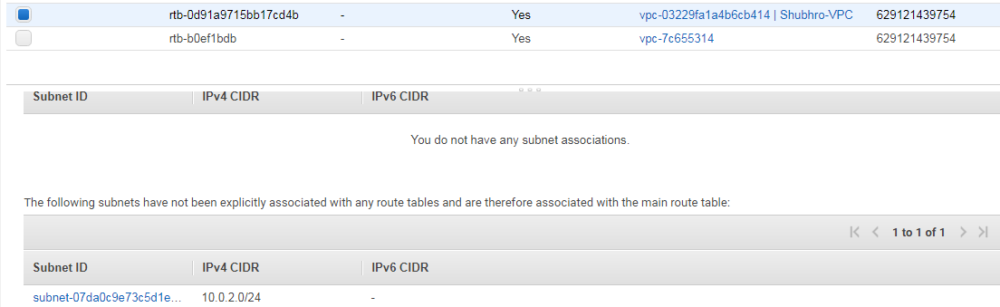 rtb-0d91a9715bb17cd4b - Yes vpc-03229fa1a4b6cb414 | Shubhro-VPC 629121439754
rtb-b0ef1bdb - Yes vpc-7c655314 629121439754
Subnet ID IPv4 CIDR IPv6 CIDR
You do not have any subnet associations.
The following subnets have not been explicitly associated with any route tables and are therefore associated with the main route table:
1 to 1 of 1
Subnet ID IPv4 CIDR IPv6 CIDR
subnet-07da0c9e73c5d1e... 10.0.2.0/24 -